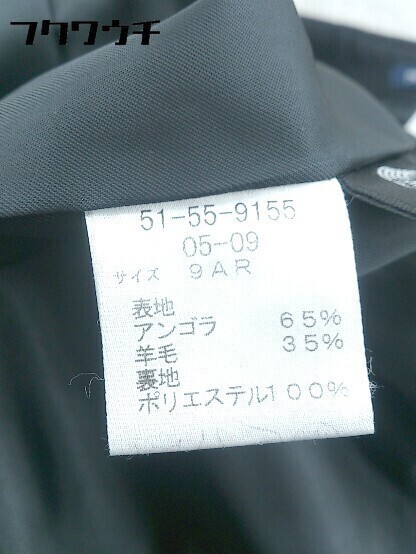 フクワウチ
51-55-9155
05-09
サイズ 9AR
表地
アンゴラ 65%
羊毛 35%
裏地
ポリエステル100%